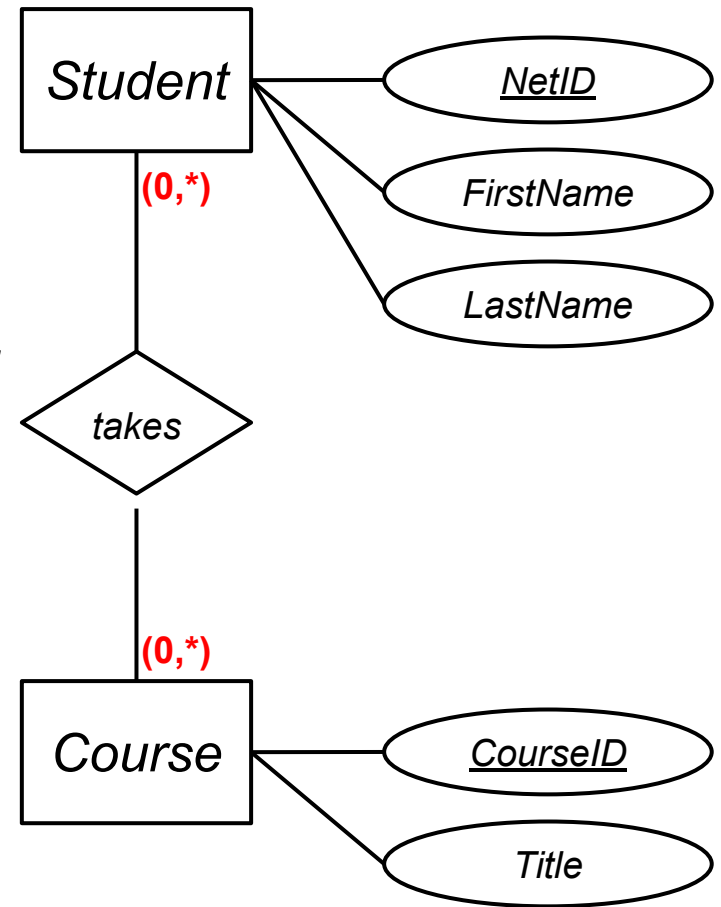 Student
NetID
(0,*)
FirstName
LastName
takes
(0,*)
Course
CourseID
Title